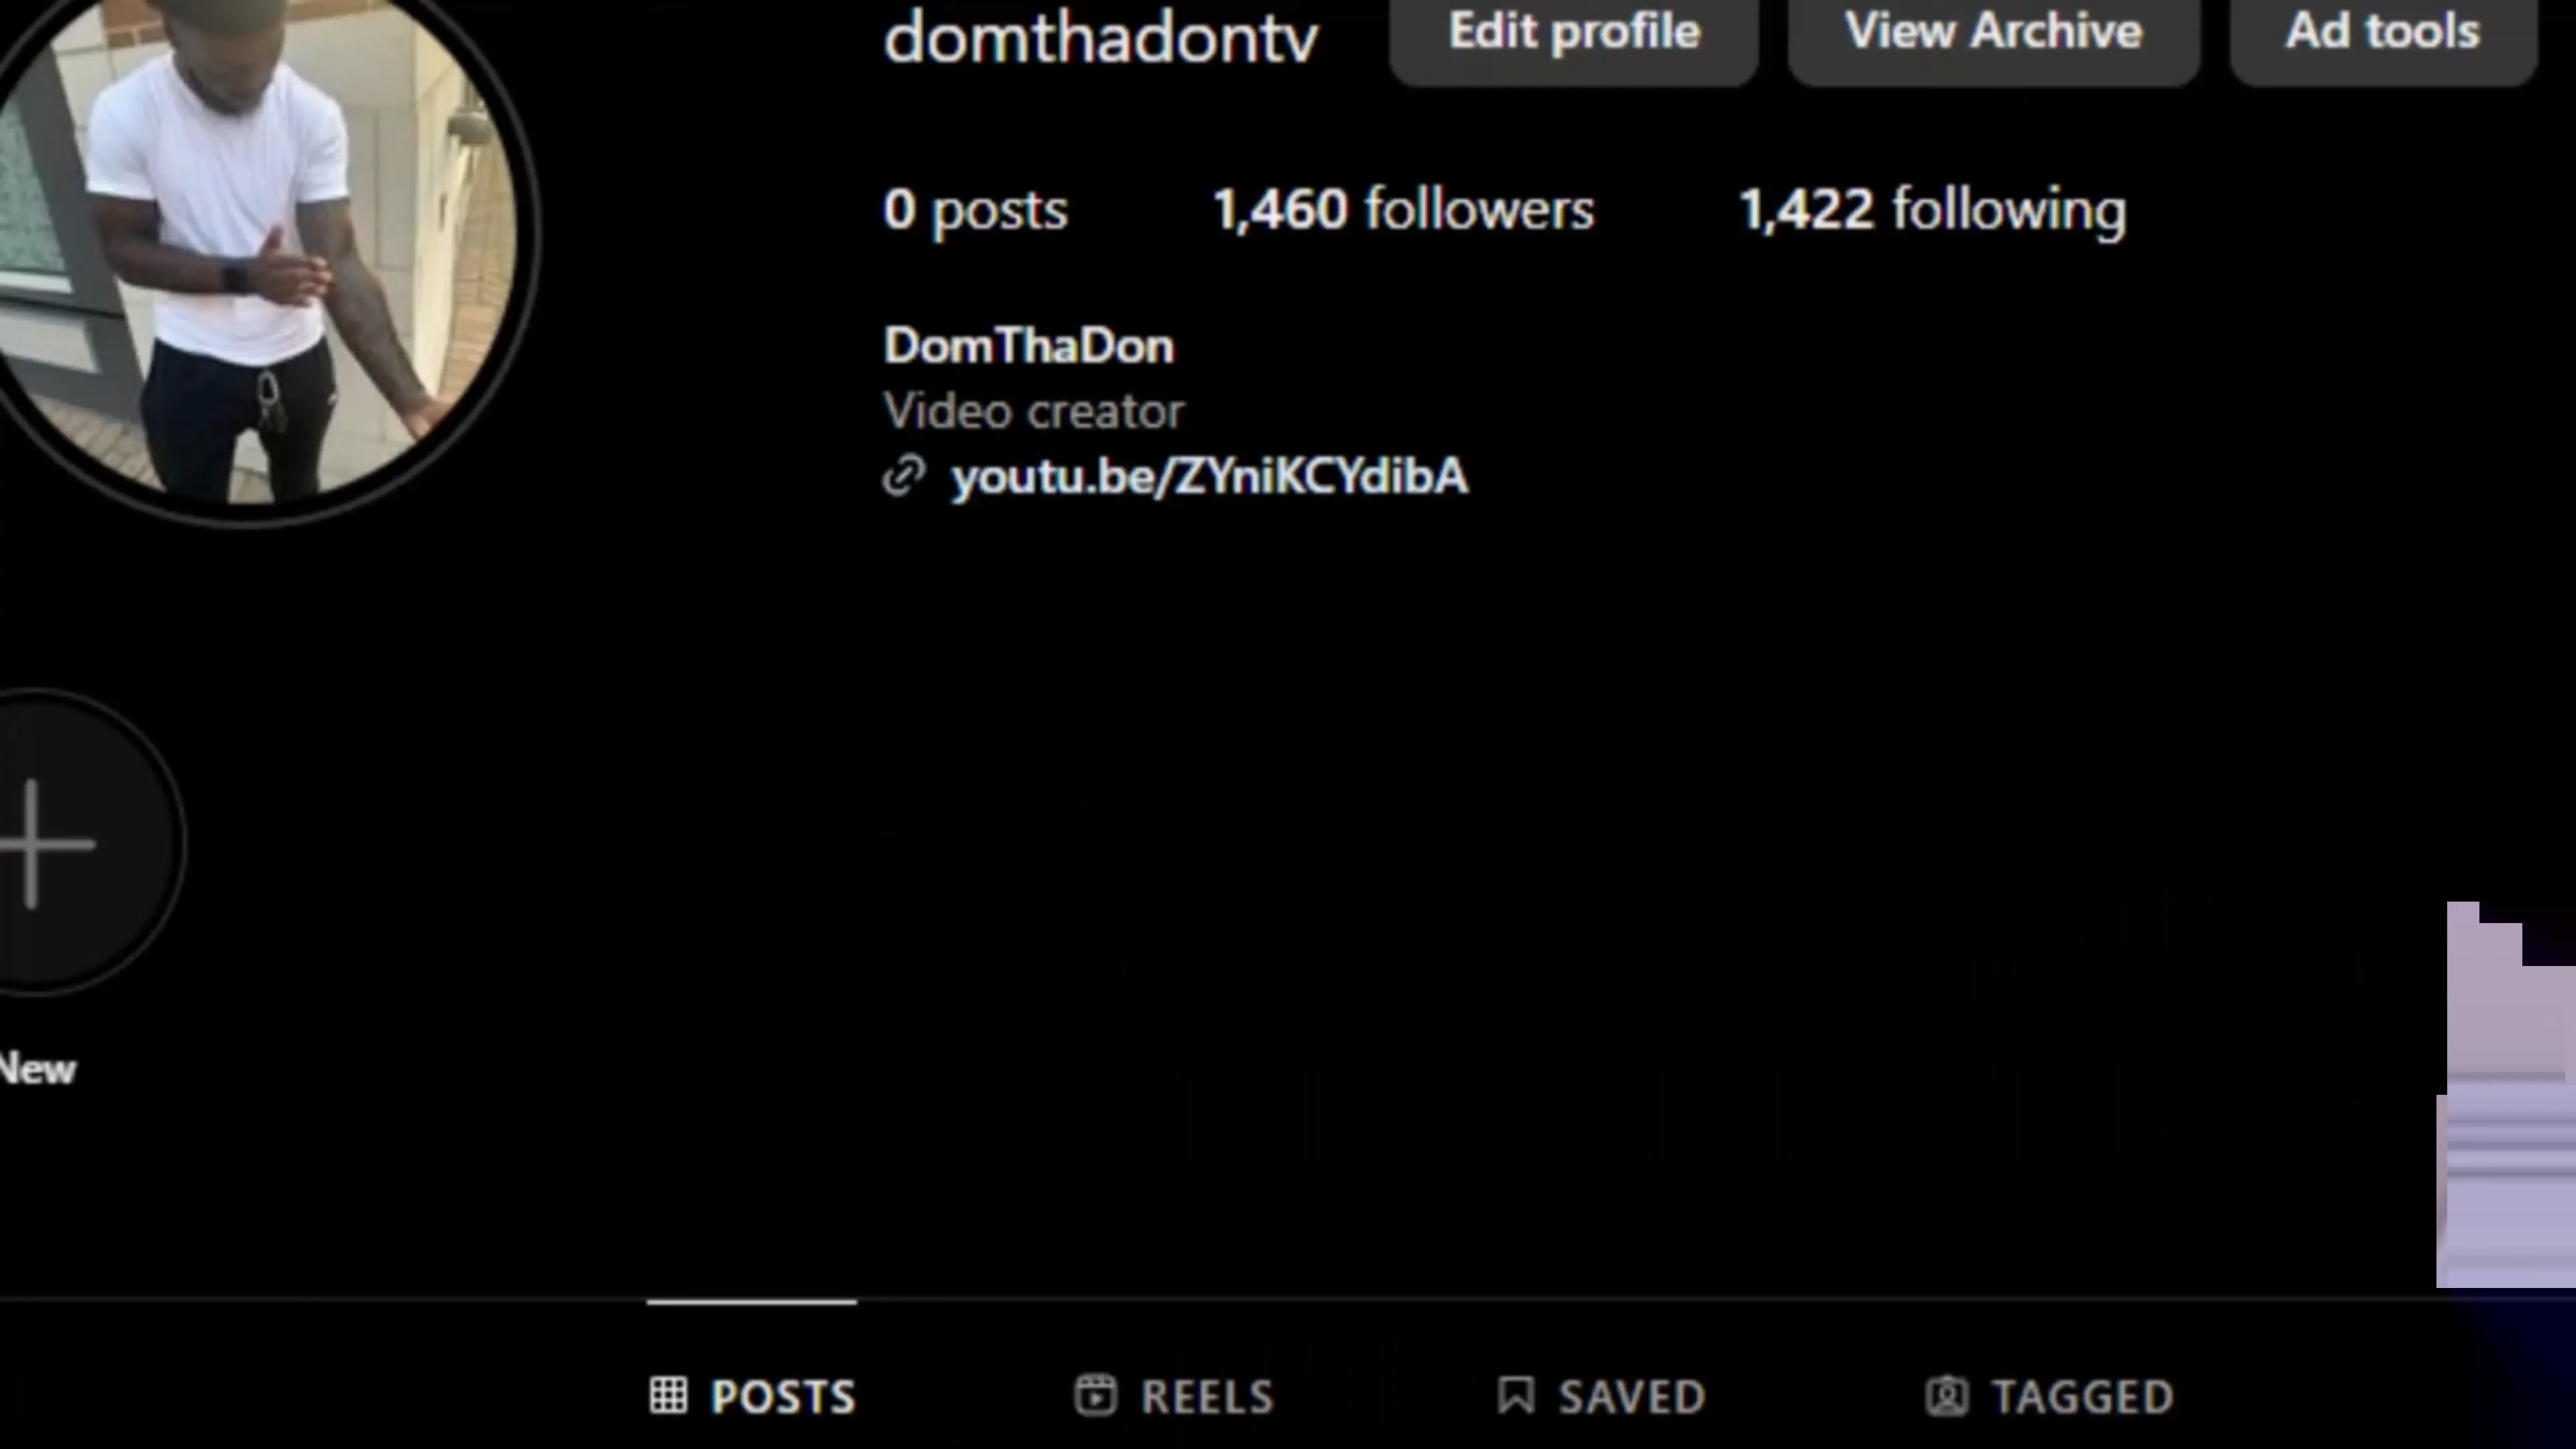 domthadontv Edit profile View Archive Ad tools
0 posts 1,460 followers 1,422 following
DomThaDon
Video creator
youtu.be/ZYniKCYdibA
New
POSTS REELS SAVED TAGGED